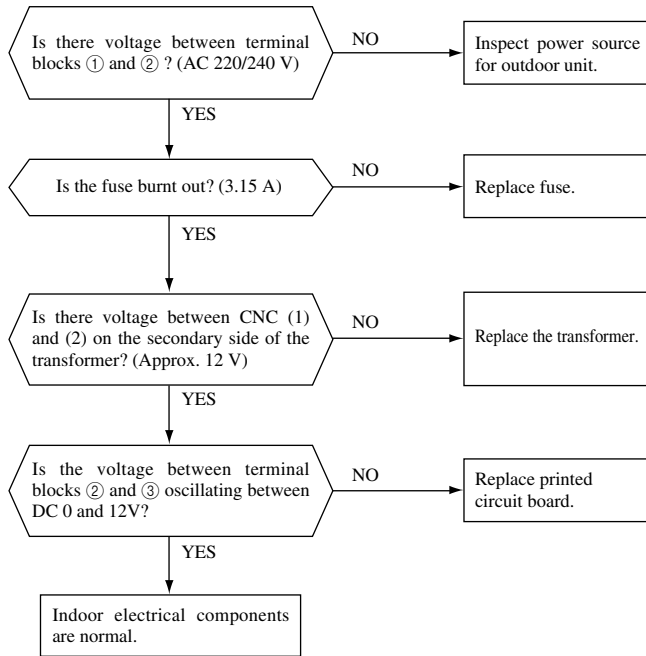 Is there voltage between terminal
blocks ① and ② ? (AC 220/240 V)
NO
Inspect power source
for outdoor unit.
YES
Is the fuse burnt out? (3.15 A)
NO
Replace fuse.
YES
Is there voltage between CNC (1)
and (2) on the secondary side of the
transformer? (Approx. 12 V)
NO
Replace the transformer.
YES
Is the voltage between terminal
blocks ② and ③ oscillating between
DC 0 and 12V?
NO
Replace printed
circuit board.
YES
Indoor electrical components
are normal.